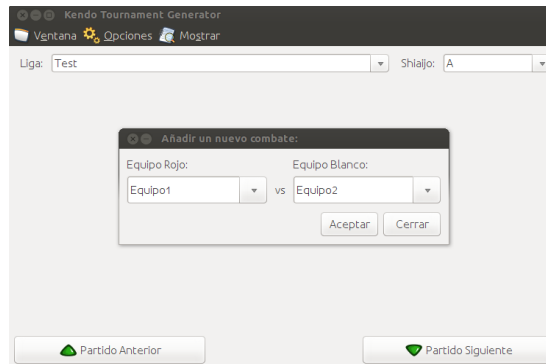 Kendo Tournament Generator
Ventana Opciones Mostrar
Liga: Test Shiaijo: A
Añadir un nuevo combate:
Equipo Rojo: Equipo Blanco:
Equipo1 vs Equipo2
Aceptar Cerrar
Partido Anterior Partido Siguiente